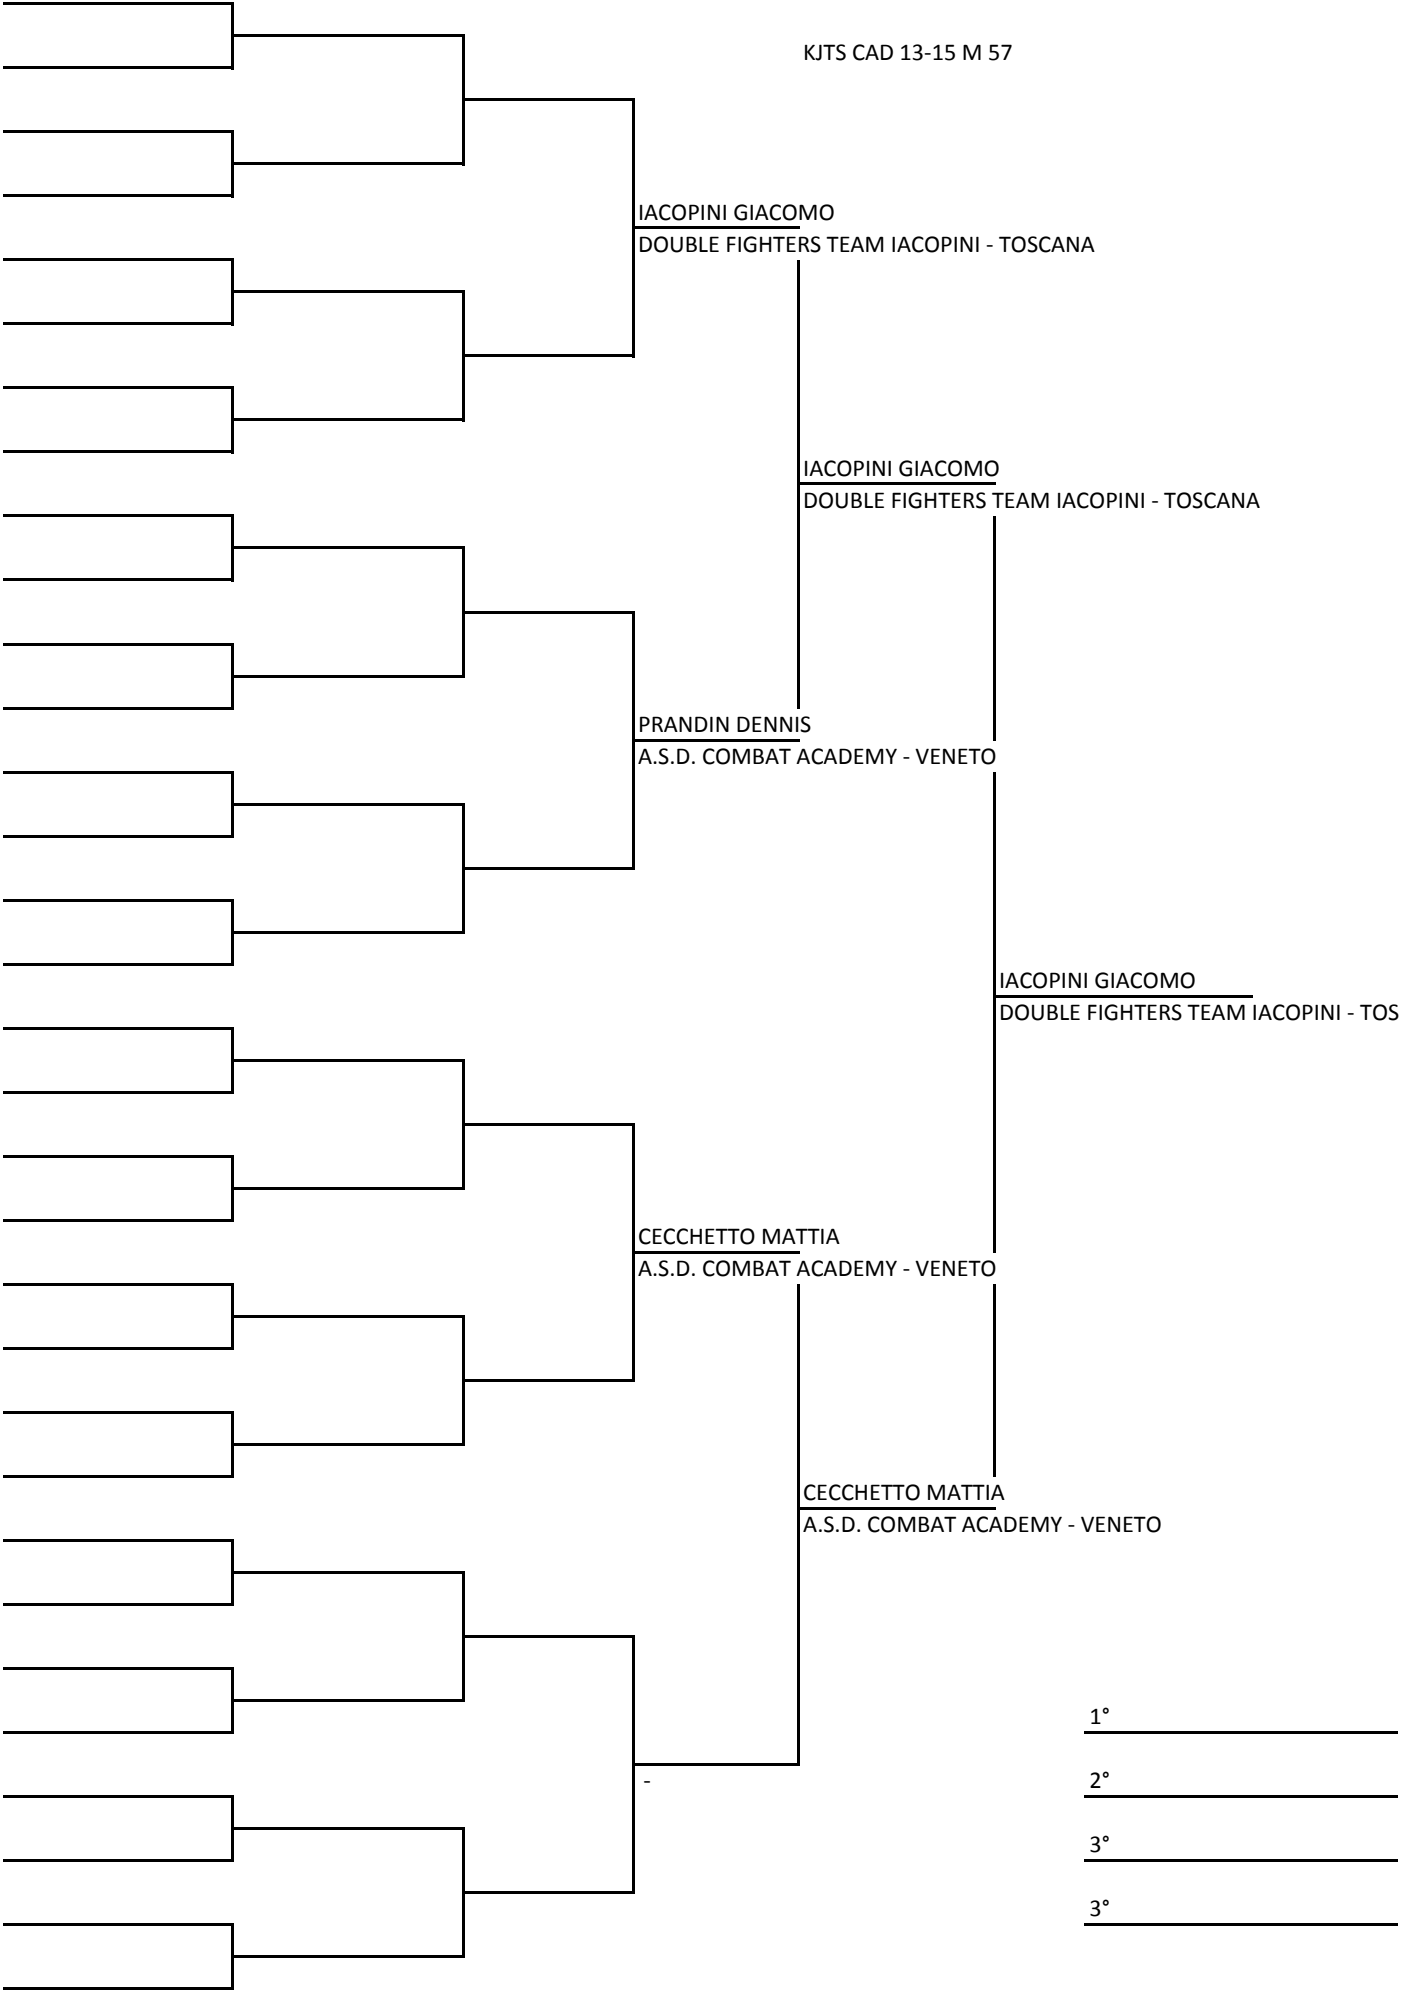 KJTS CAD 13-15 M 57
IACOPINI GIACOMO
DOUBLE FIGHTERS TEAM IACOPINI - TOSCANA
IACOPINI GIACOMO
DOUBLE FIGHTERS TEAM IACOPINI - TOSCANA
PRANDIN DENNIS
A.S.D. COMBAT ACADEMY - VENETO
IACOPINI GIACOMO
DOUBLE FIGHTERS TEAM IACOPINI - TOS
CECCHETTO MATTIA
A.S.D. COMBAT ACADEMY - VENETO
CECCHETTO MATTIA
A.S.D. COMBAT ACADEMY - VENETO
1°
-
2°
3°
3°